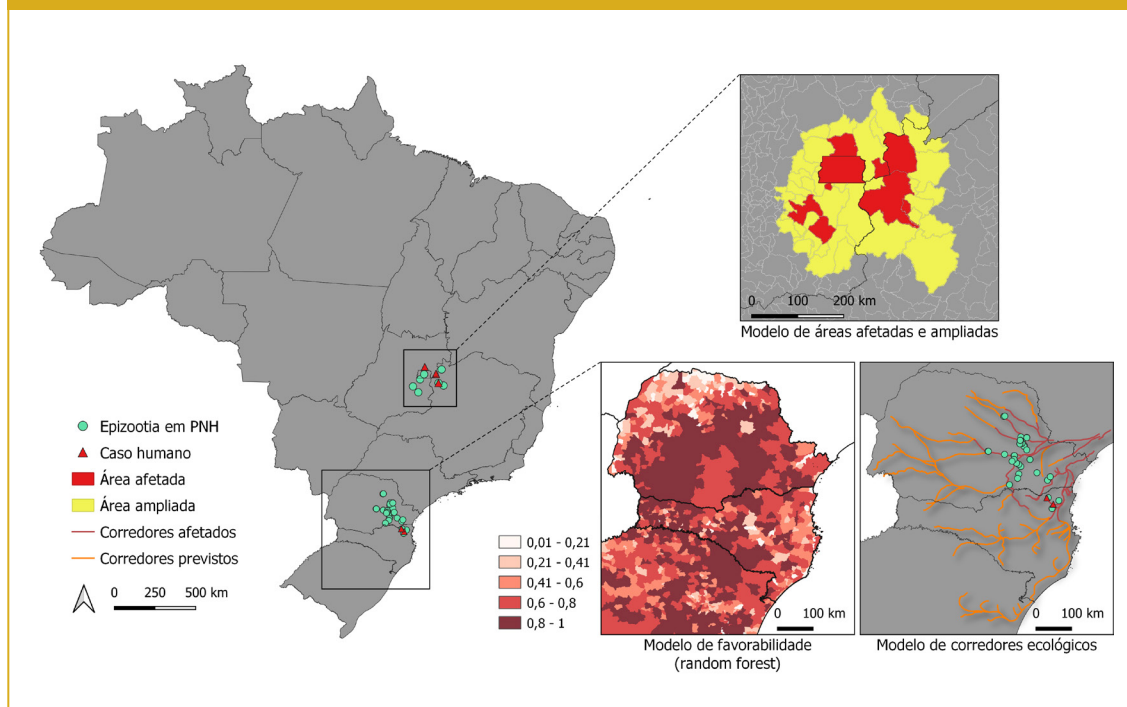 0 100 200 km
Modelo de áreas afetadas e ampliadas
Epizootia em PNH
Caso humano
Área afetada
Área ampliada
Corredores afetados
Corredores previstos
0 250 500 km
0,01 - 0,21
0,21 - 0,41
0,41 - 0,6
0,6 - 0,8
0,8 - 1
0 100 km
Modelo de favorabilidade
(random forest)
0 100 km
Modelo de corredores ecológicos